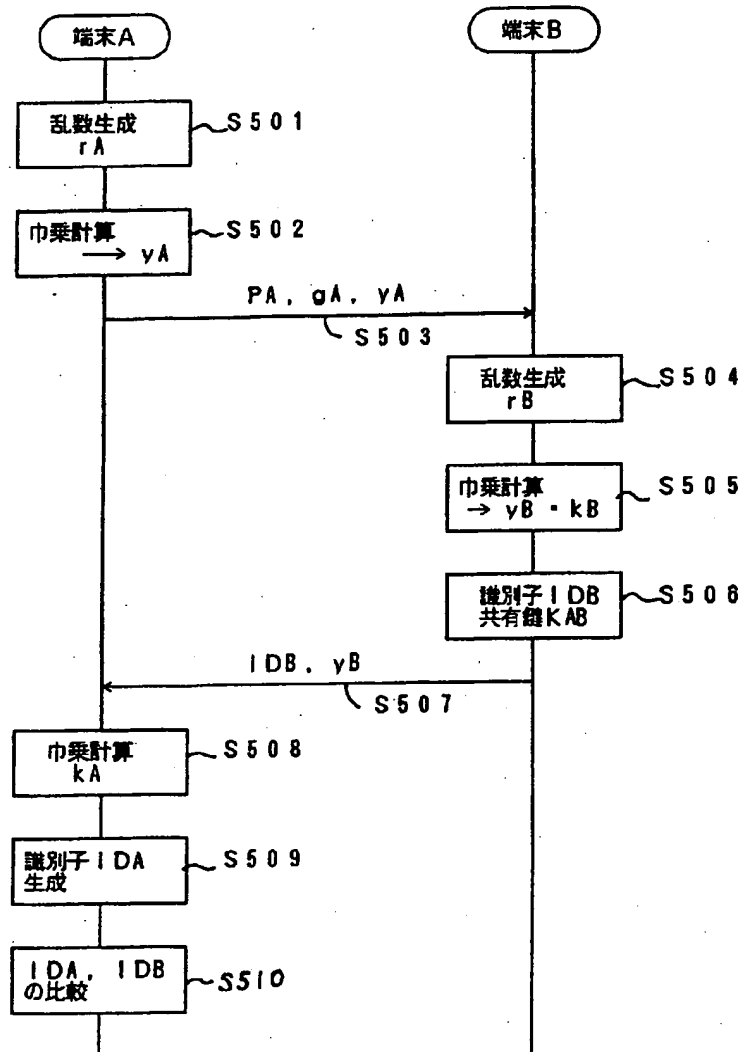 端末A
端末B
乱数生成
rA
S501
巾乗計算
→ yA
S502
PA, gA, yA
S503
乱数生成
rB
S504
巾乗計算
→ yB・kB
S505
識別子IDB
共有鍵KAB
S506
IDB, yB
S507
巾乗計算
kA
S508
識別子IDA
生成
S509
IDA, IDB
の比較
S510